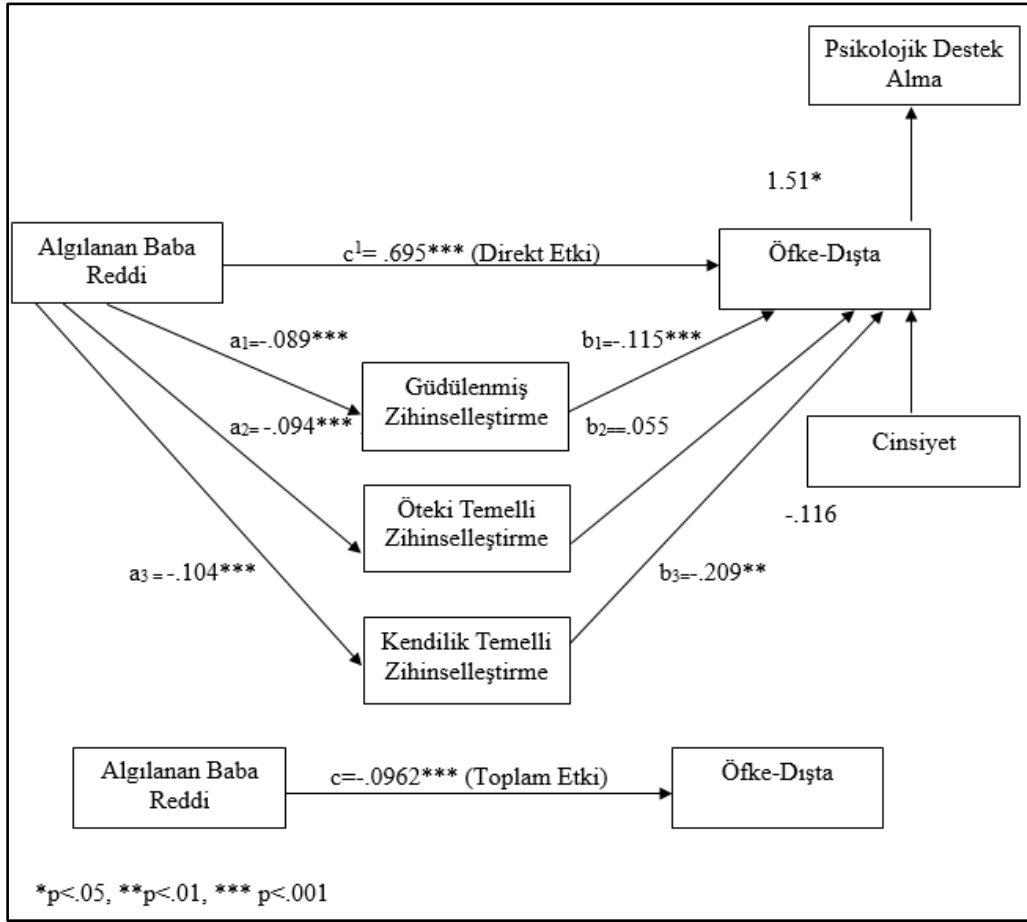 Psikolojik Destek
Alma
1.51*
Algılanan Baba
Reddi
c¹= .695*** (Direkt Etki)
Öfke-Dışta
a₁=-.089***
b₁=-.115***
Güdülenmiş
Zihinselleştirme
a₂= -.094***
b₂==.055
Cinsiyet
Öteki Temelli
Zihinselleştirme
-.116
a₃ = -.104***
b₃=-.209**
Kendilik Temelli
Zihinselleştirme
Algılanan Baba
Reddi
c=-.0962*** (Toplam Etki)
Öfke-Dışta
*p<.05, **p<.01, *** p<.001